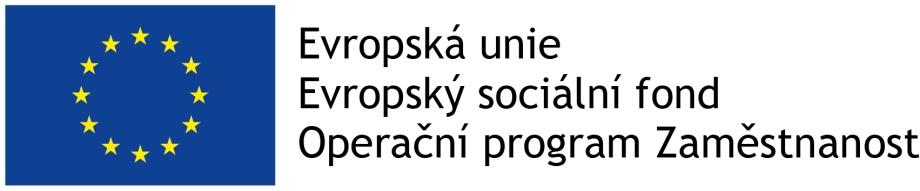 Evropská unie
Evropský sociální fond
Operační program Zaměstnanost